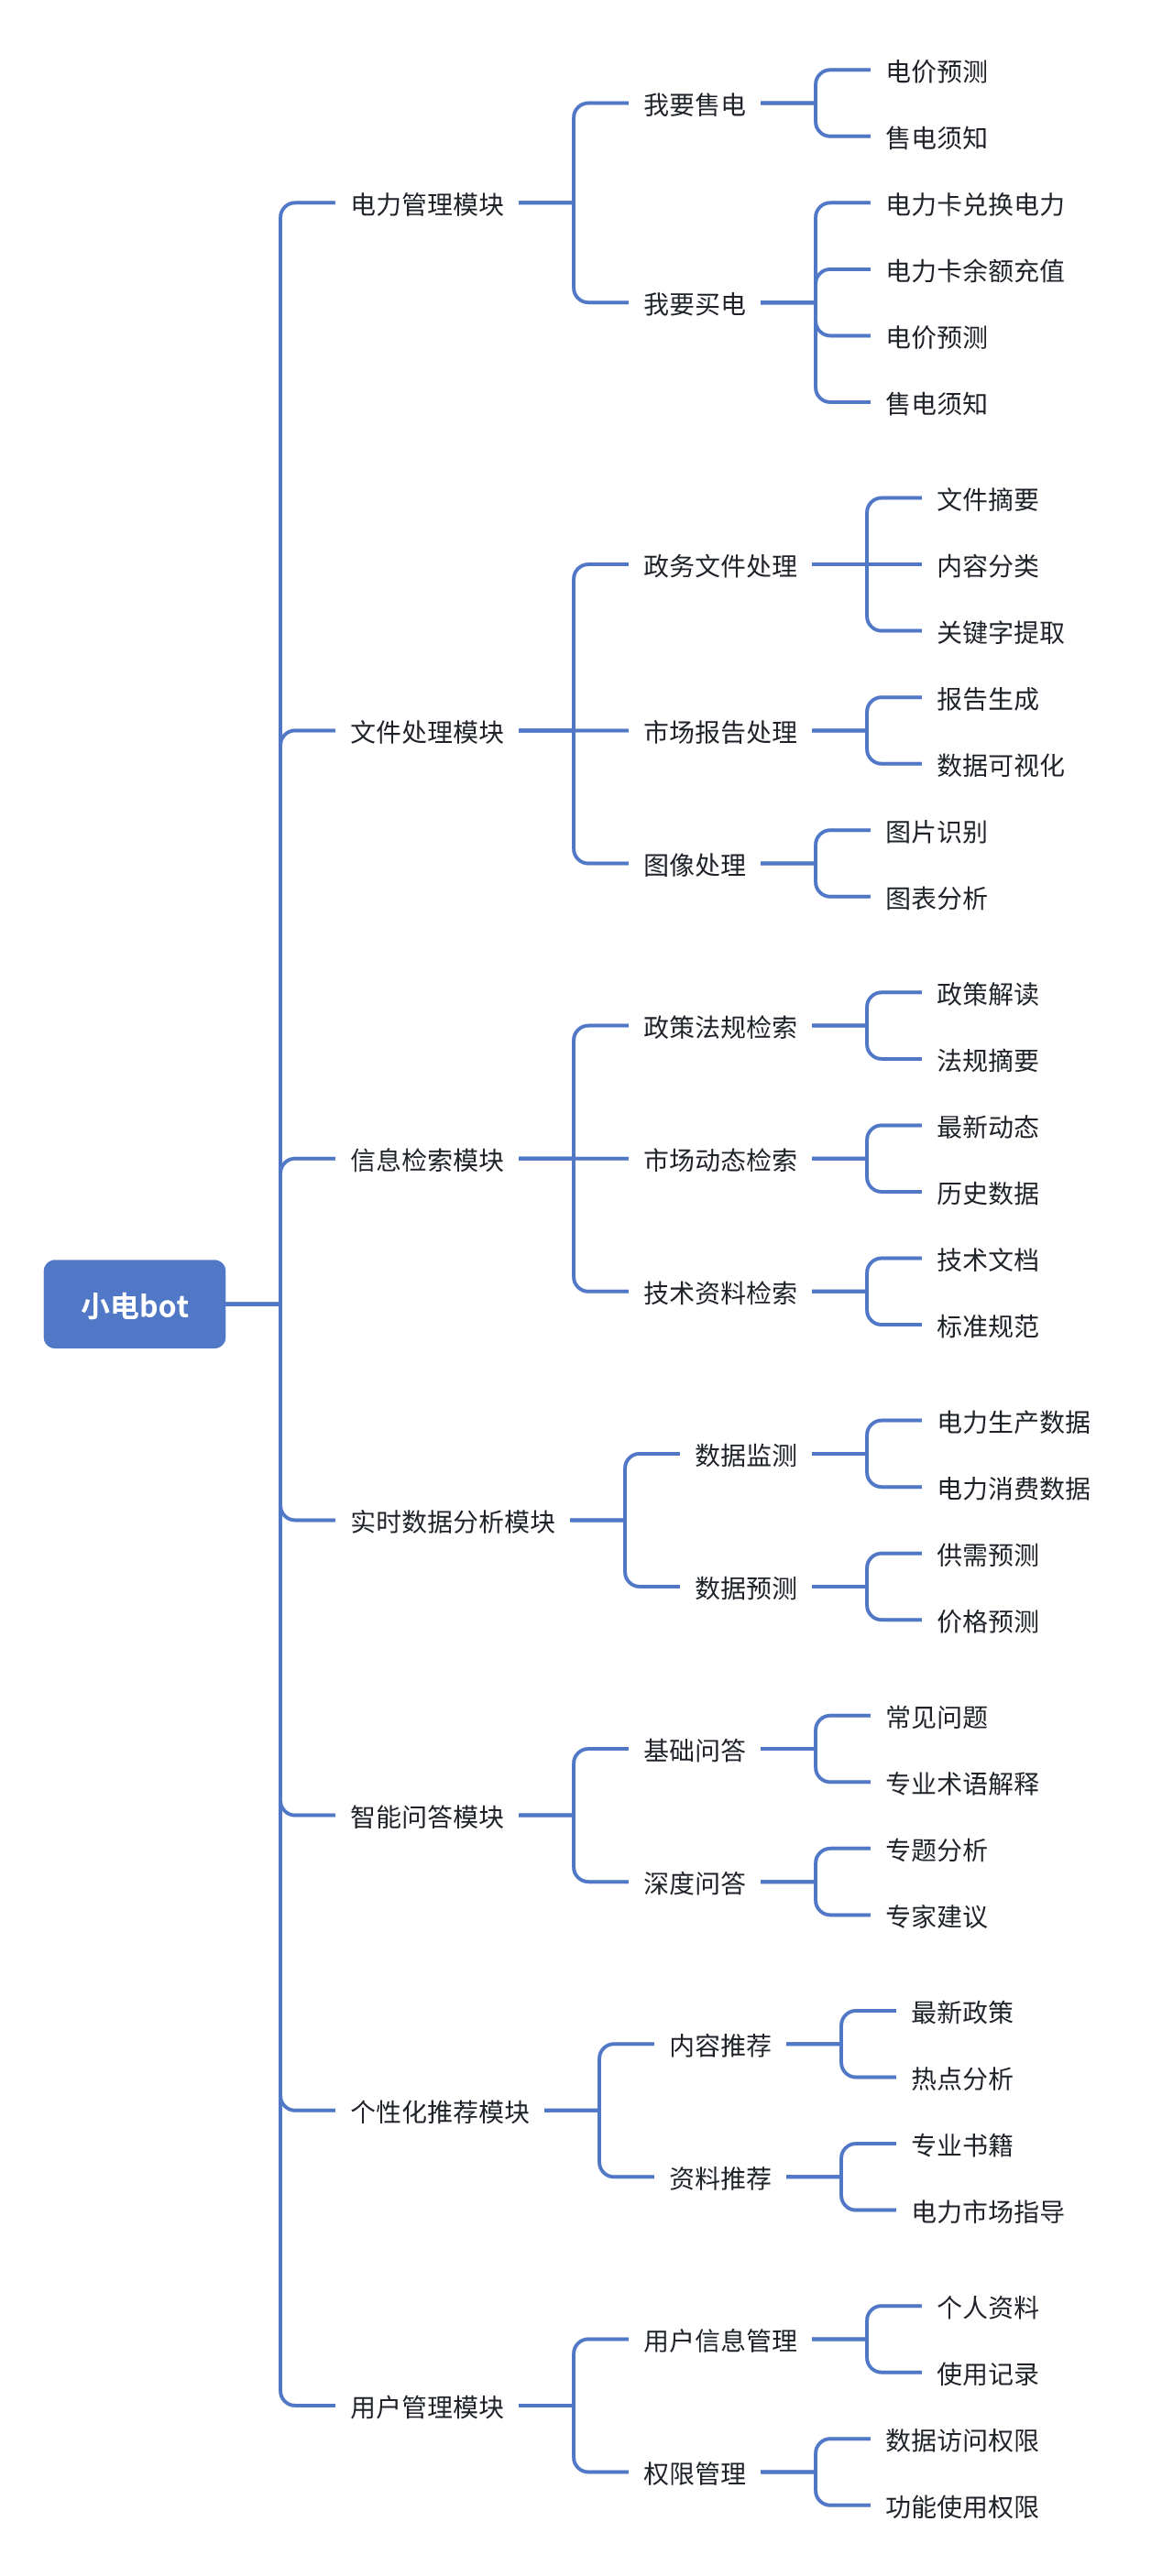 小电bot
电力管理模块
我要售电
电价预测
售电须知
我要买电
电力卡兑换电力
电力卡余额充值
电价预测
售电须知
文件处理模块
政务文件处理
文件摘要
内容分类
关键字提取
市场报告处理
报告生成
数据可视化
图像处理
图片识别
图表分析
信息检索模块
政策法规检索
政策解读
法规摘要
市场动态检索
最新动态
历史数据
技术资料检索
技术文档
标准规范
实时数据分析模块
数据监测
电力生产数据
电力消费数据
数据预测
供需预测
价格预测
智能问答模块
基础问答
常见问题
专业术语解释
深度问答
专题分析
专家建议
个性化推荐模块
内容推荐
最新政策
热点分析
资料推荐
专业书籍
电力市场指导
用户管理模块
用户信息管理
个人资料
使用记录
权限管理
数据访问权限
功能使用权限